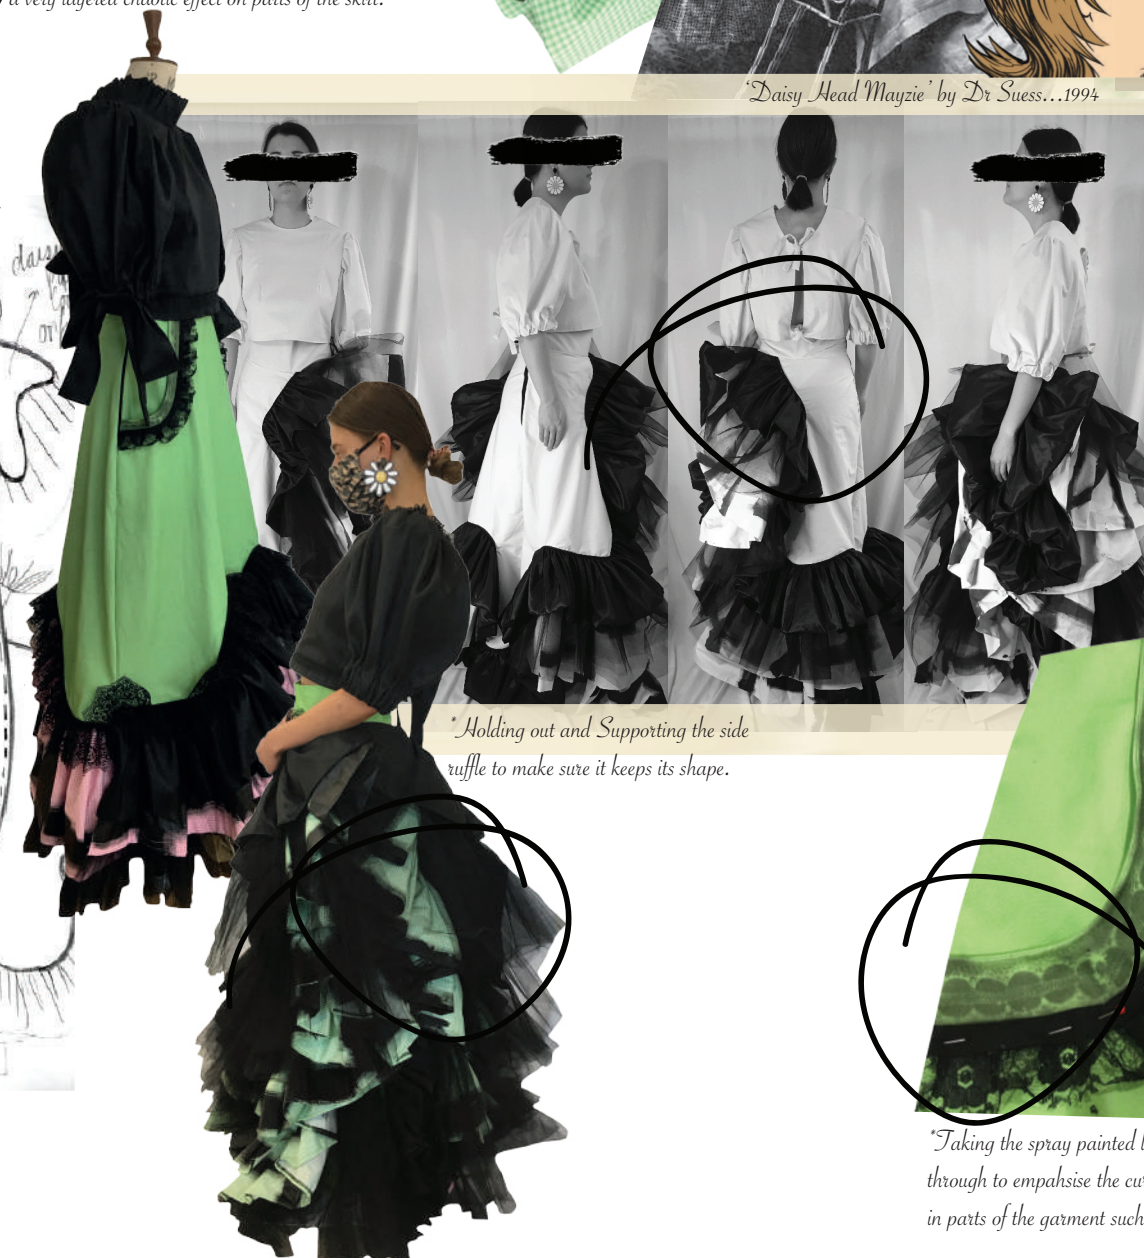 a very layered chaotic effect on parts of the skirt.
'Daisy Head Mayzie' by Dr Suess...1994
*Holding out and Supporting the side
ruffle to make sure it keeps its shape.
*Taking the spray painted
through to empahsise the
in parts of the garment such